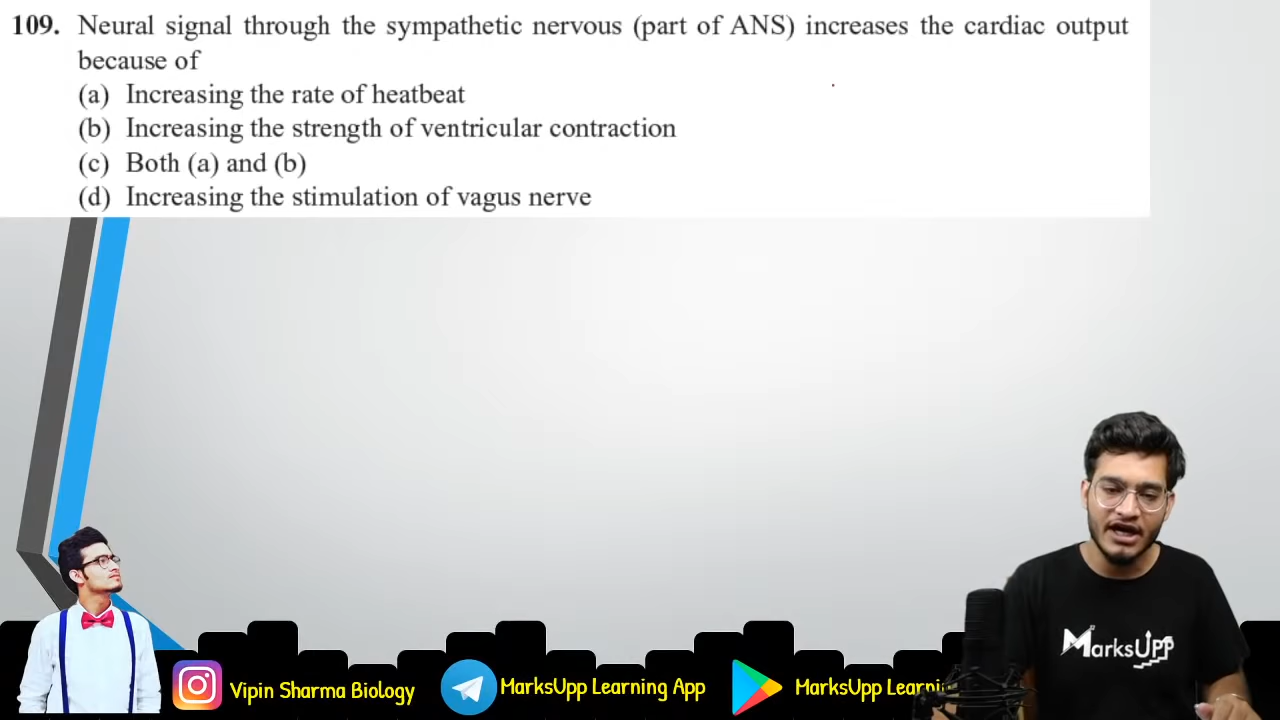 109. Neural signal through the sympathetic nervous (part of ANS) increases the cardiac output
because of
(a) Increasing the rate of heatbeat
(b) Increasing the strength of ventricular contraction
(c) Both (a) and (b)
(d) Increasing the stimulation of vagus nerve
MarksUpp
Vipin Sharma Biology
MarksUpp Learning App
MarksUpp